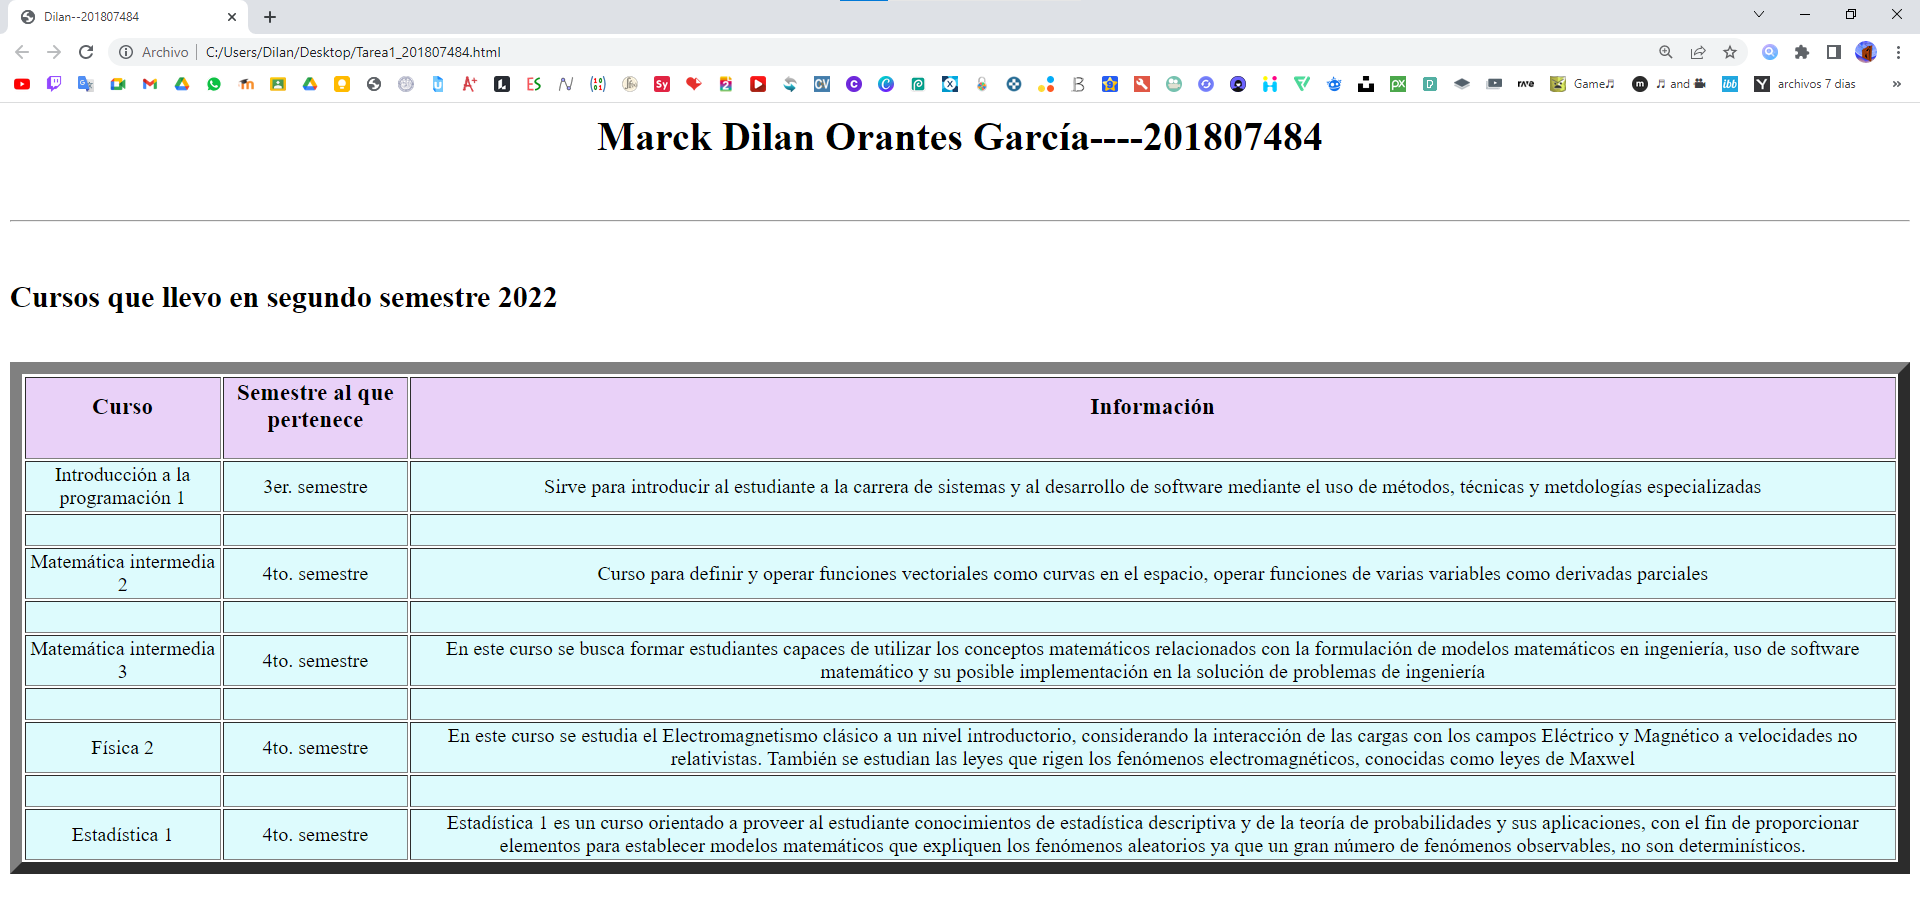 Dilan--201807484
Archivo
C:/Users/Dilan/Desktop/Tarea1_201807484.html
Game♫
♫ and
archivos 7 dias
»
Marck Dilan Orantes García----201807484
Cursos que llevo en segundo semestre 2022
Curso
Semestre al que
pertenece
Información
Introducción a la
programación 1
3er. semestre
Sirve para introducir al estudiante a la carrera de sistemas y al desarrollo de software mediante el uso de métodos, técnicas y metdologías especializadas
Matemática intermedia
2
4to. semestre
Curso para definir y operar funciones vectoriales como curvas en el espacio, operar funciones de varias variables como derivadas parciales
Matemática intermedia
3
4to. semestre
En este curso se busca formar estudiantes capaces de utilizar los conceptos matemáticos relacionados con la formulación de modelos matemáticos en ingeniería, uso de software
matemático y su posible implementación en la solución de problemas de ingeniería
Física 2
4to. semestre
En este curso se estudia el Electromagnetismo clásico a un nivel introductorio, considerando la interacción de las cargas con los campos Eléctrico y Magnético a velocidades no
relativistas. También se estudian las leyes que rigen los fenómenos electromagnéticos, conocidas como leyes de Maxwel
Estadística 1
4to. semestre
Estadística 1 es un curso orientado a proveer al estudiante conocimientos de estadística descriptiva y de la teoría de probabilidades y sus aplicaciones, con el fin de proporcionar
elementos para establecer modelos matemáticos que expliquen los fenómenos aleatorios ya que un gran número de fenómenos observables, no son determinísticos.